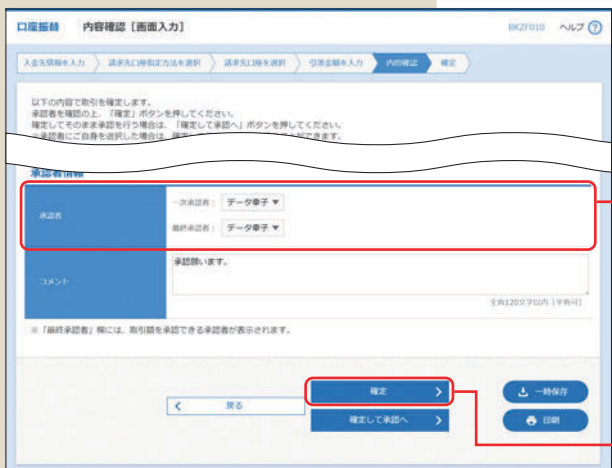 口座振替 内容確認［画面入力］
BKZF010 ヘルプ ?
入金先情報を入力
請求先口座指定方法を選択
請求先口座を選択
引落金額を入力
内容確認
確定
以下の内容で取引を確定します。
承認者を確認の上、「確定」ボタンを押してください。
確定してそのまま承認を行う場合は、「確定して承認へ」ボタンを押してください。
承認者情報
承認者
一次承認者： データ幸子 ▼
最終承認者： データ幸子 ▼
コメント
承認願います。
全角120文字以内［半角可］
※「最終承認者」欄には、取引額を承認できる承認者が表示されます。
確定
一時保存
戻る
確定して承認へ
印刷